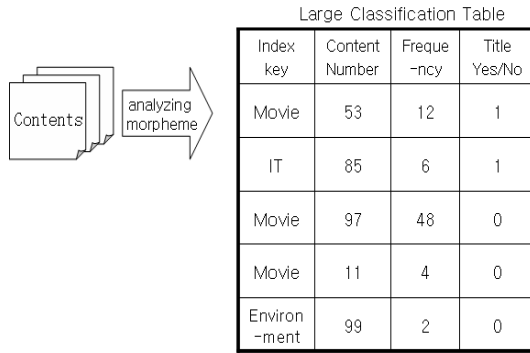 Large Classification Table
Index key
Content Number
Freque -ncy
Title Yes/No
Contents
analyzing morpheme
Movie 53 12 1
IT 85 6 1
Movie 97 48 0
Movie 11 4 0
Environ -ment 99 2 0